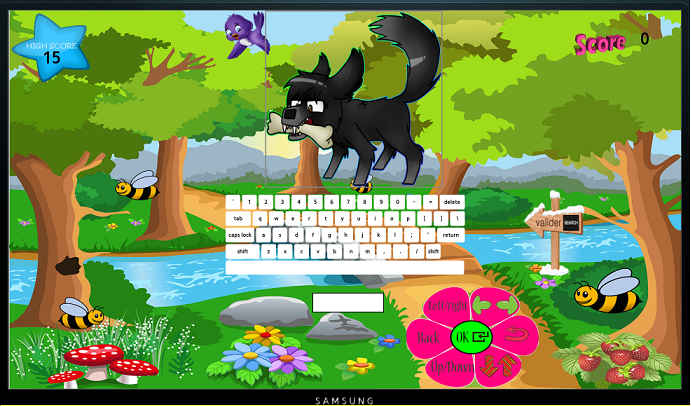 HIGH SCORE
15
Score 0
` 1 2 3 4 5 6 7 8 9 0 - = delete
tab q w e r t y u i o p [ ] \
caps lock a s d f g h j k l ; ' return
shift z x c v b n m , . / shift
valider SEARCH
Left/right
Back OK
Up/Down
SAMSUNG